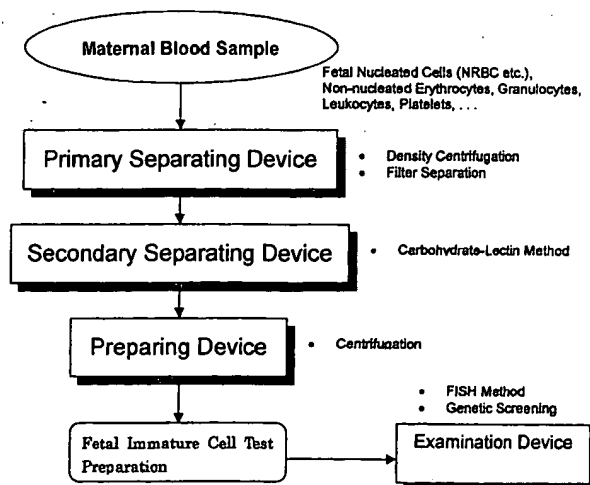 Maternal Blood Sample
Fetal Nucleated Cells (NRBC etc.),
Non-nucleated Erythrocytes, Granulocytes,
Leukocytes, Platelets, . . .
Primary Separating Device
• Density Centrifugation
• Filter Separation
Secondary Separating Device
• Carbohydrate-Lectin Method
Preparing Device
• Centrifugation
• FISH Method
• Genetic Screening
Fetal Immature Cell Test
Preparation
Examination Device